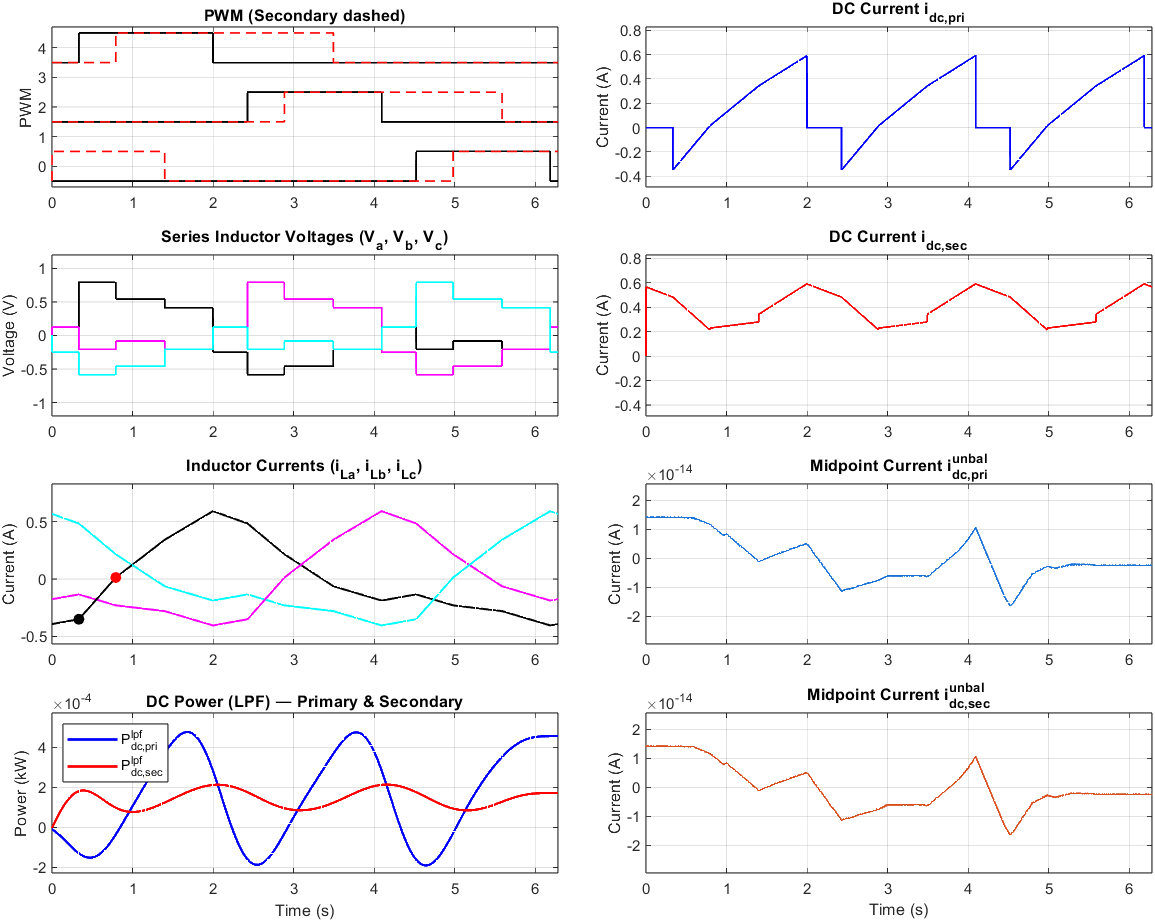 PWM (Secondary dashed)
PWM
4
3
2
1
0
0 1 2 3 4 5 6
DC Current i_dc,pri
Current (A)
0.8
0.6
0.4
0.2
0
-0.2
-0.4
0 1 2 3 4 5 6
Series Inductor Voltages (V_a, V_b, V_c)
Voltage (V)
1
0.5
0
-0.5
-1
0 1 2 3 4 5 6
DC Current i_dc,sec
Current (A)
0.8
0.6
0.4
0.2
0
-0.2
-0.4
0 1 2 3 4 5 6
Inductor Currents (i_La, i_Lb, i_Lc)
Current (A)
0.5
0
-0.5
0 1 2 3 4 5 6
Midpoint Current i_dc,pri^unbal
×10^-14
Current (A)
2
1
0
-1
-2
0 1 2 3 4 5 6
DC Power (LPF) — Primary & Secondary
×10^-4
Power (kW)
4
2
0
-2
P_dc,pri^lpf
P_dc,sec^lpf
0 1 2 3 4 5 6
Time (s)
Midpoint Current i_dc,sec^unbal
×10^-14
Current (A)
2
1
0
-1
-2
0 1 2 3 4 5 6
Time (s)